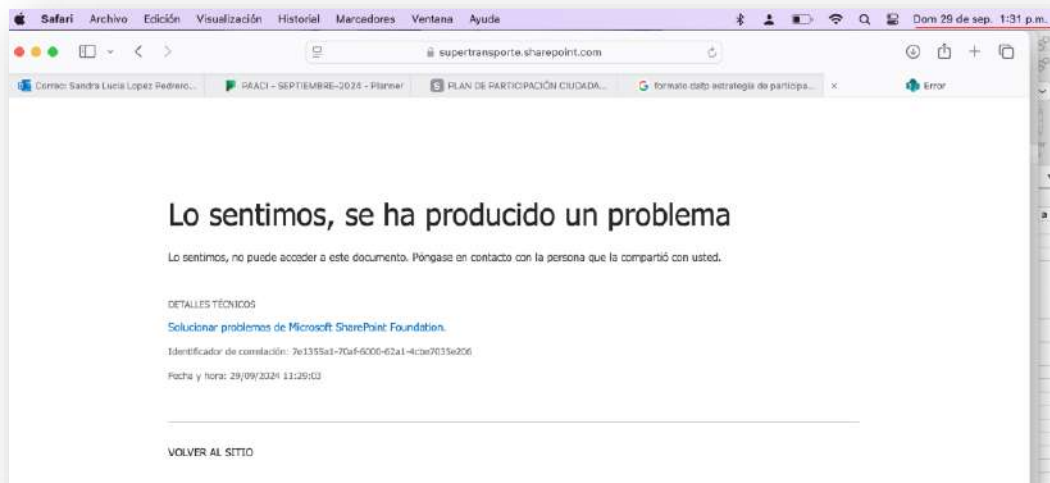 Safari Archivo Edición Visualización Historial Marcadores Ventana Ayuda Dom 29 de sep. 1:31 p.m.
supertransporte.sharepoint.com
Correo: Sandra Lucia Lopez Pedrero... PAACI - SEPTIEMBRE-2024 - Planner S PLAN DE PARTICIPACIÓN CIUDADA... G formato dafp estrategia de participa... × Error
Lo sentimos, se ha producido un problema
Lo sentimos, no puede acceder a este documento. Póngase en contacto con la persona que la compartió con usted.
DETALLES TÉCNICOS
Solucionar problemas de Microsoft SharePoint Foundation.
Identificador de correlación: 7e1355a1-70af-6000-62a1-4cbe7035e206
Fecha y hora: 29/09/2024 11:29:03
VOLVER AL SITIO